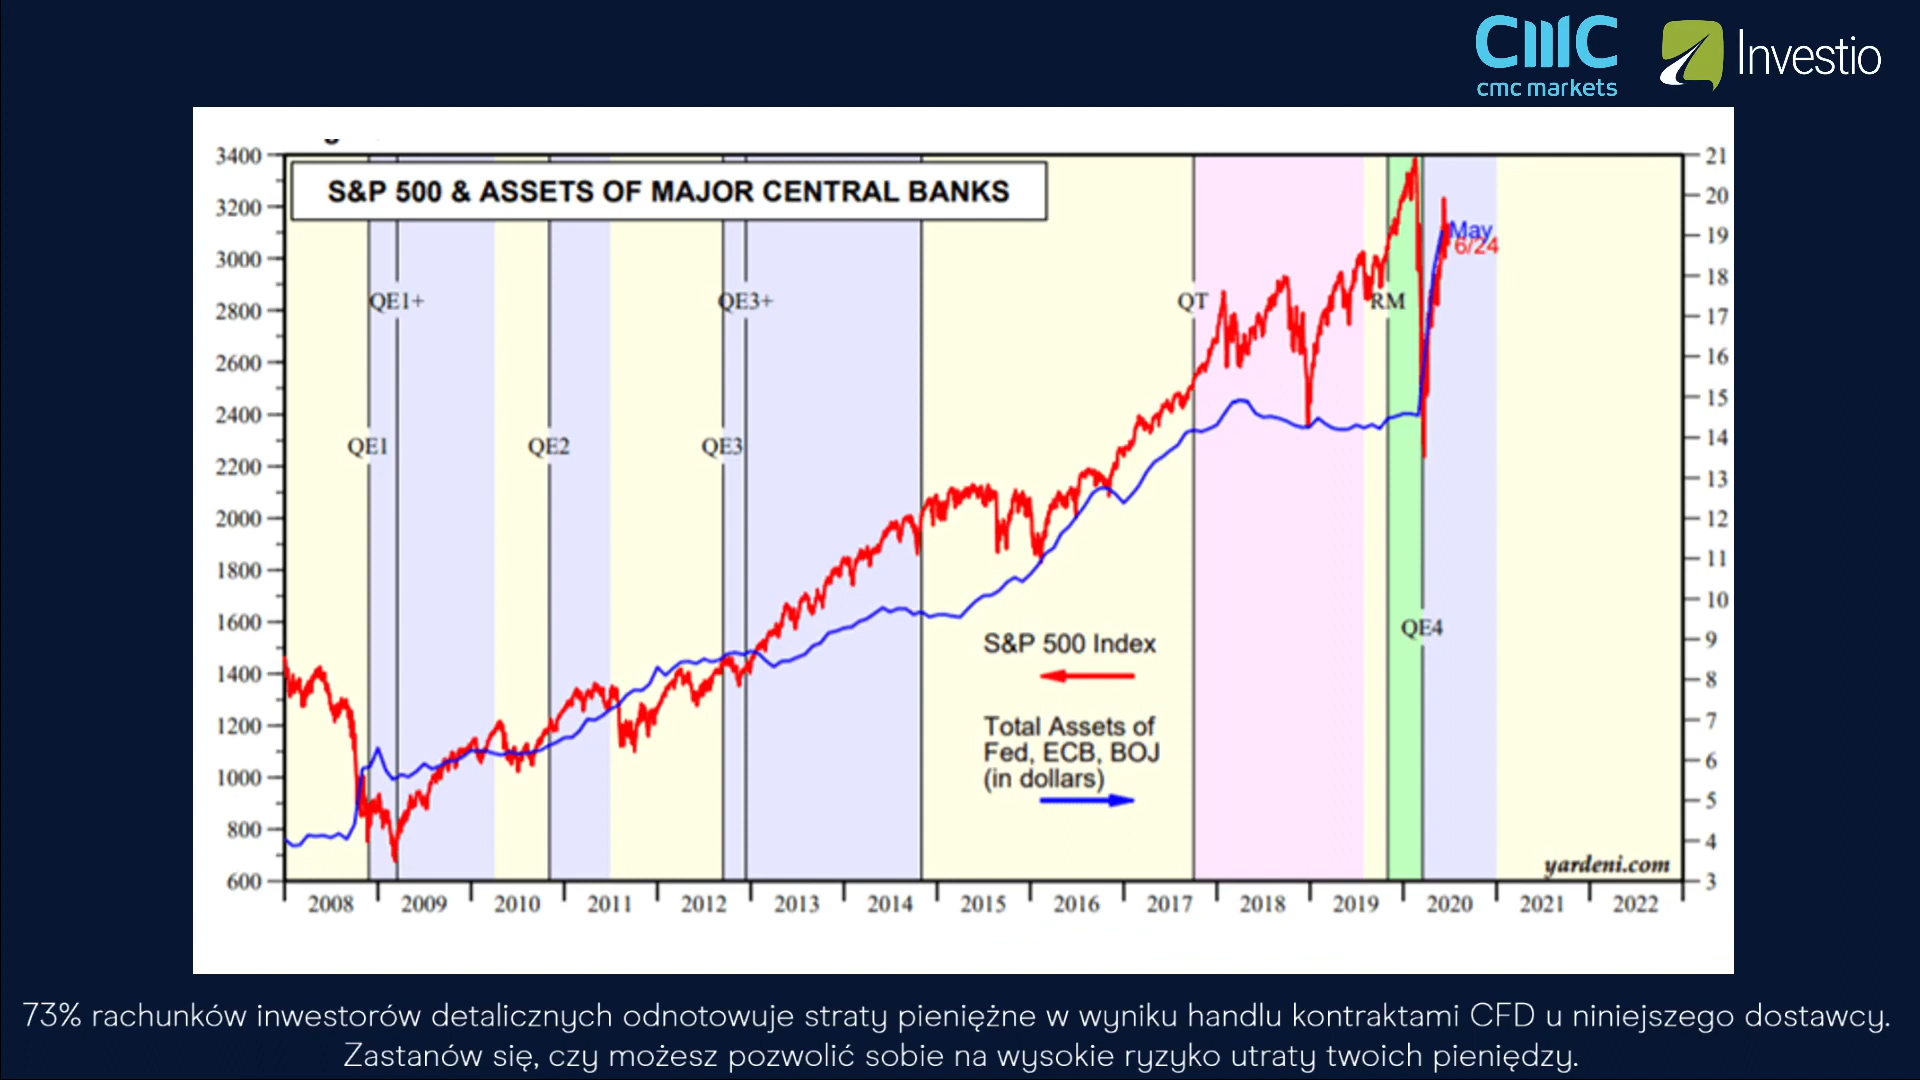 CMC
cmc markets
Investio
S&P 500 & ASSETS OF MAJOR CENTRAL BANKS
3400
3200
3000
2800
2600
2400
2200
2000
1800
1600
1400
1200
1000
800
600
21
20
19
18
17
16
15
14
13
12
11
10
9
8
7
6
5
4
3
May
6/24
QE1+
QE3+
QT
RM
QE1
QE2
QE3
QE4
S&P 500 Index
Total Assets of
Fed, ECB, BOJ
(in dollars)
yardeni.com
2008 2009 2010 2011 2012 2013 2014 2015 2016 2017 2018 2019 2020 2021 2022
73% rachunków inwestorów detalicznych odnotowuje straty pieniężne w wyniku handlu kontraktami CFD u niniejszego dostawcy.
Zastanów się, czy możesz pozwolić sobie na wysokie ryzyko utraty twoich pieniędzy.